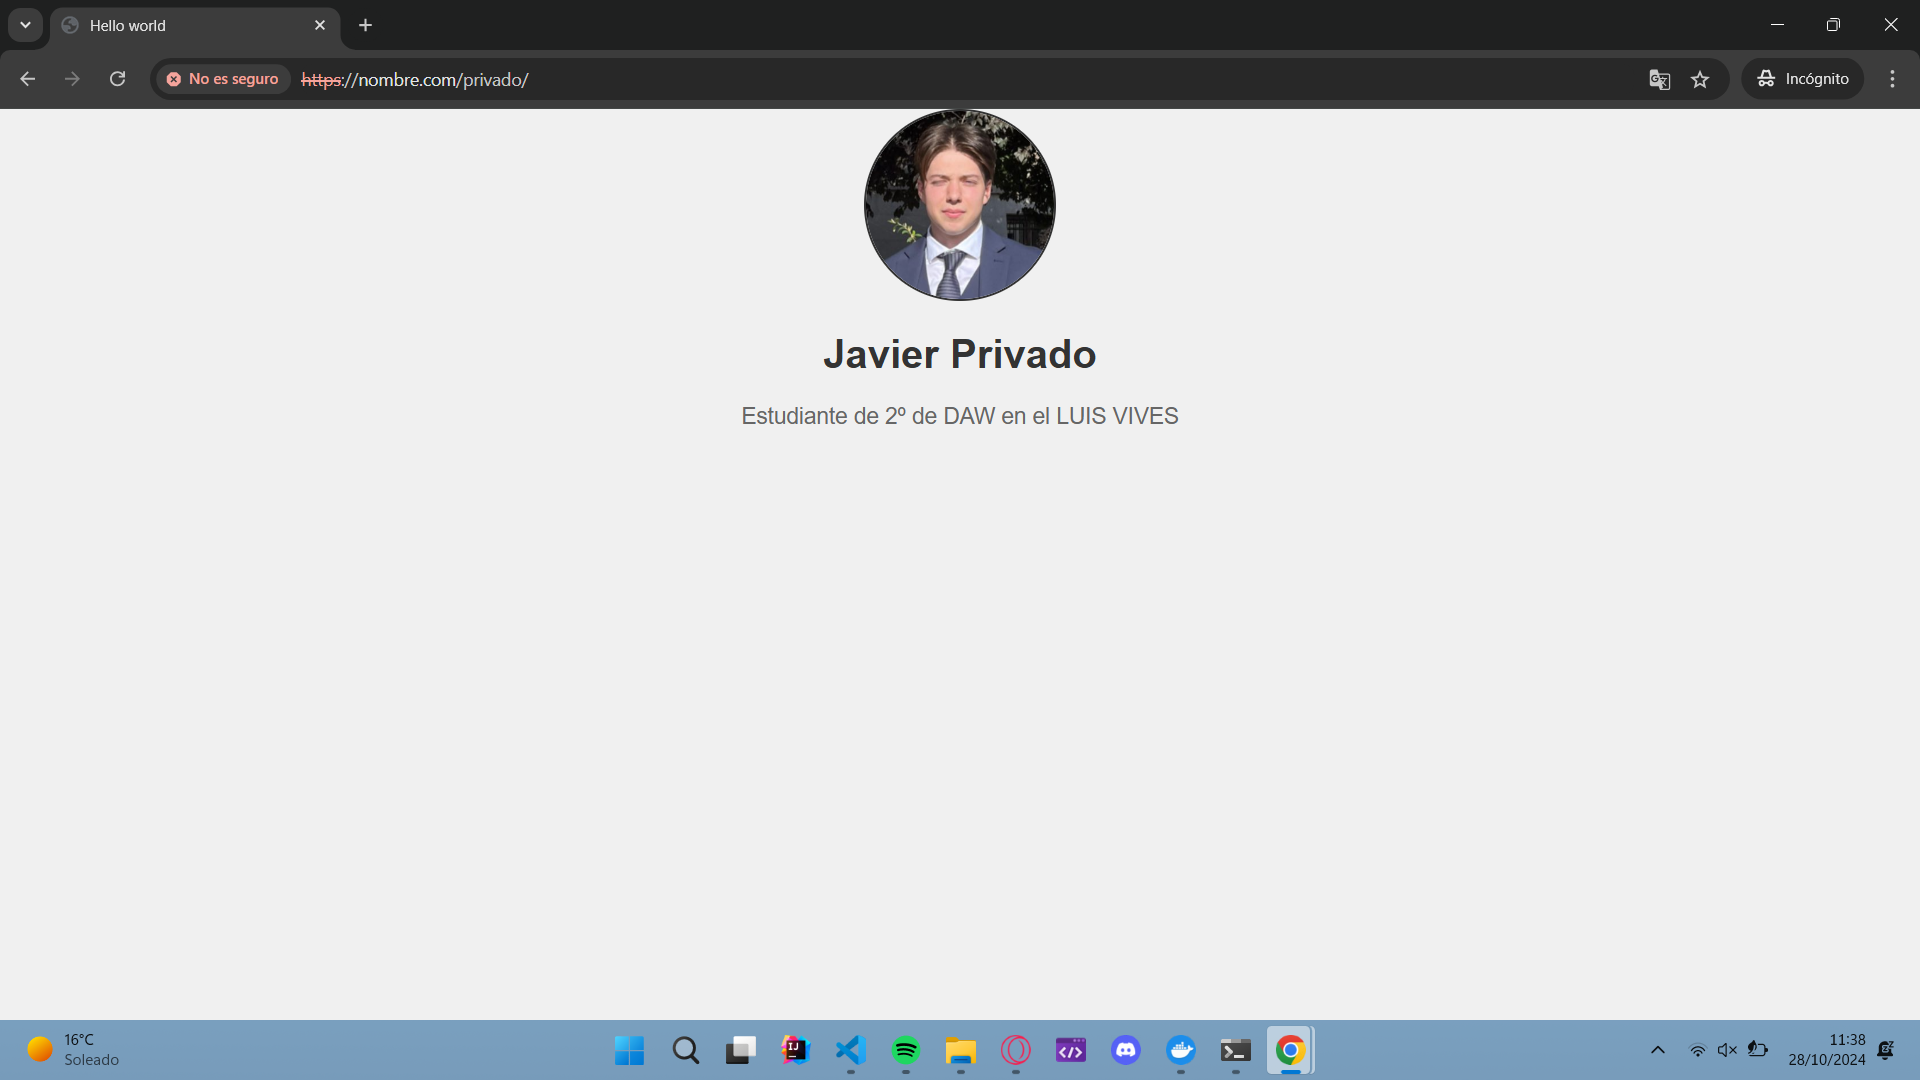 Hello world
No es seguro
https://nombre.com/privado/
Incógnito
Javier Privado
Estudiante de 2º de DAW en el LUIS VIVES
16°C
Soleado
IJ
11:38
28/10/2024